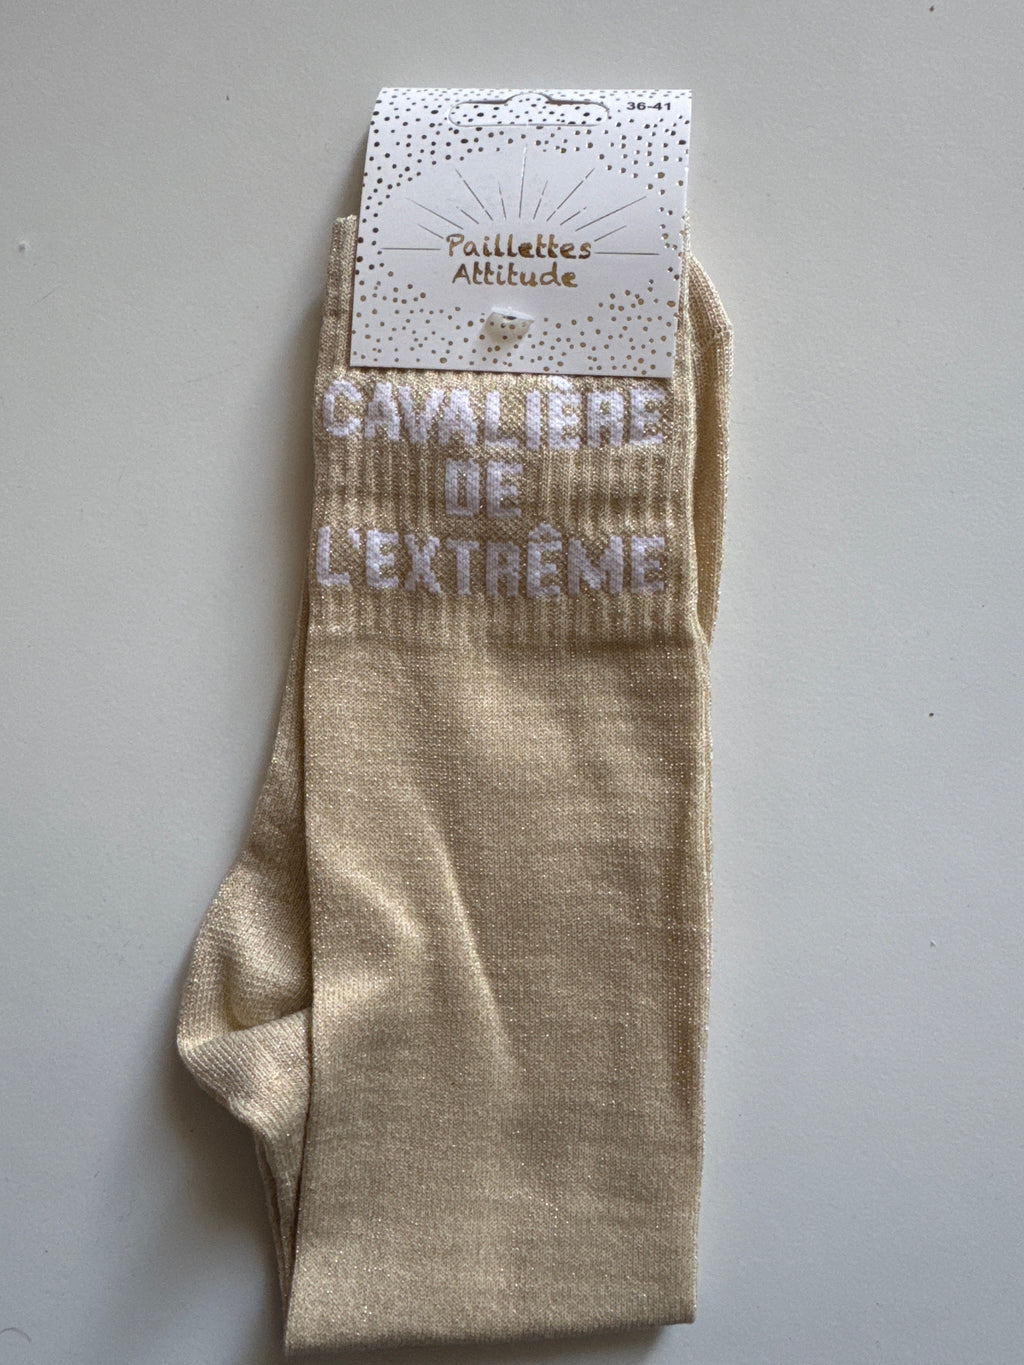 36-41
Paillettes
Attitude
CAVALIÈRE
DE
L'EXTRÊME